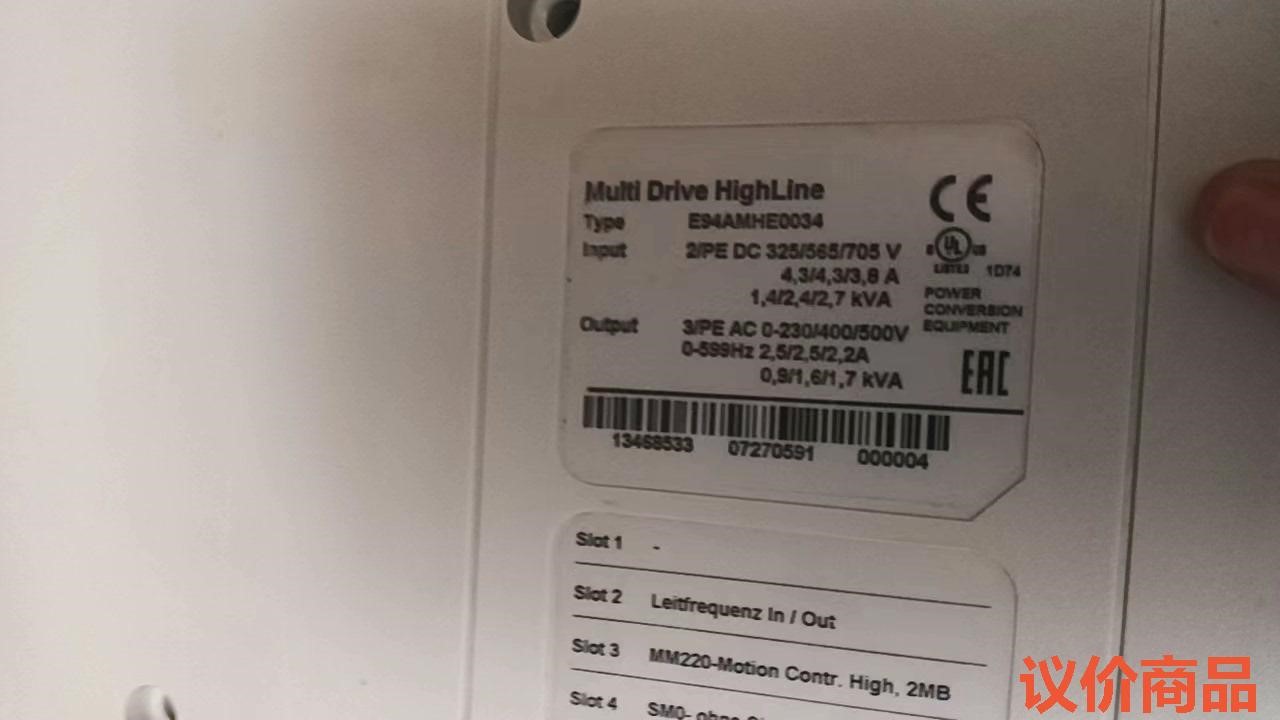 Multi Drive HighLine
Type E94AMHE0034
Input 2/PE DC 325/565/705 V
4,3/4,3/3,8 A
1,4/2,4/2,7 kVA
Output 3/PE AC 0-230/400/500V
0-599Hz 2,5/2,5/2,2A
0,9/1,6/1,7 kVA
CE
UL US
LISTED 1D74
POWER
CONVERSION
EQUIPMENT
EAC
13468533 07270591 000004
Slot 1 -
Slot 2 Leitfrequenz In / Out
Slot 3 MM220-Motion Contr. High, 2MB
Slot 4 SM0- ohne
议价商品